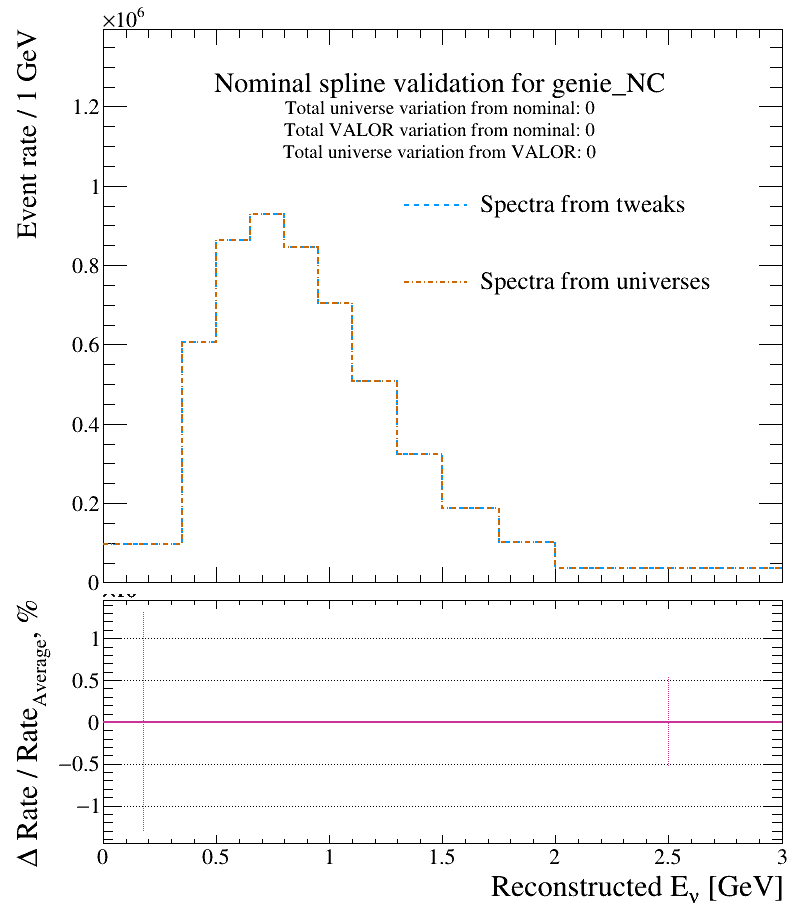 ×10⁶
Event rate / 1 GeV
Nominal spline validation for genie_NC
Total universe variation from nominal: 0
Total VALOR variation from nominal: 0
Total universe variation from VALOR: 0
Spectra from tweaks
Spectra from universes
1.2
1
0.8
0.6
0.4
0.2
0
Δ Rate / Rate_Average, %
1
0.5
0
−0.5
−1
0 0.5 1 1.5 2 2.5 3
Reconstructed E_ν [GeV]